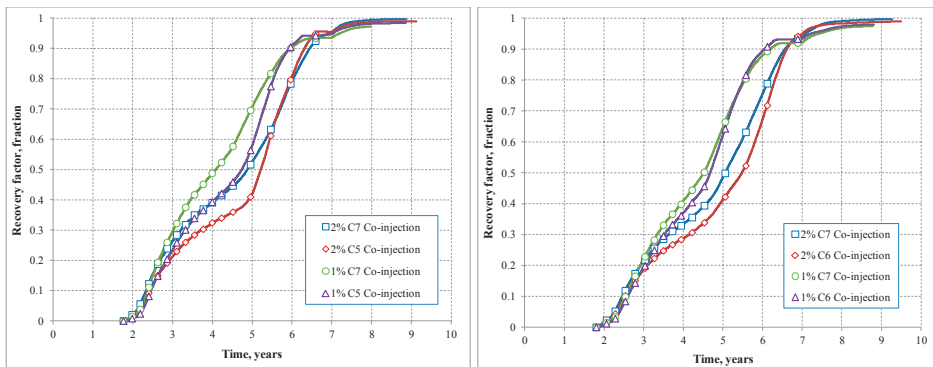 Recovery factor, fraction
1
0.9
0.8
0.7
0.6
0.5
0.4
0.3
0.2
0.1
0
0 1 2 3 4 5 6 7 8 9 10
Time, years
2% C7 Co-injection
2% C5 Co-injection
1% C7 Co-injection
1% C5 Co-injection
Recovery factor, fraction
1
0.9
0.8
0.7
0.6
0.5
0.4
0.3
0.2
0.1
0
0 1 2 3 4 5 6 7 8 9 10
Time, years
2% C7 Co-injection
2% C6 Co-injection
1% C7 Co-injection
1% C6 Co-injection